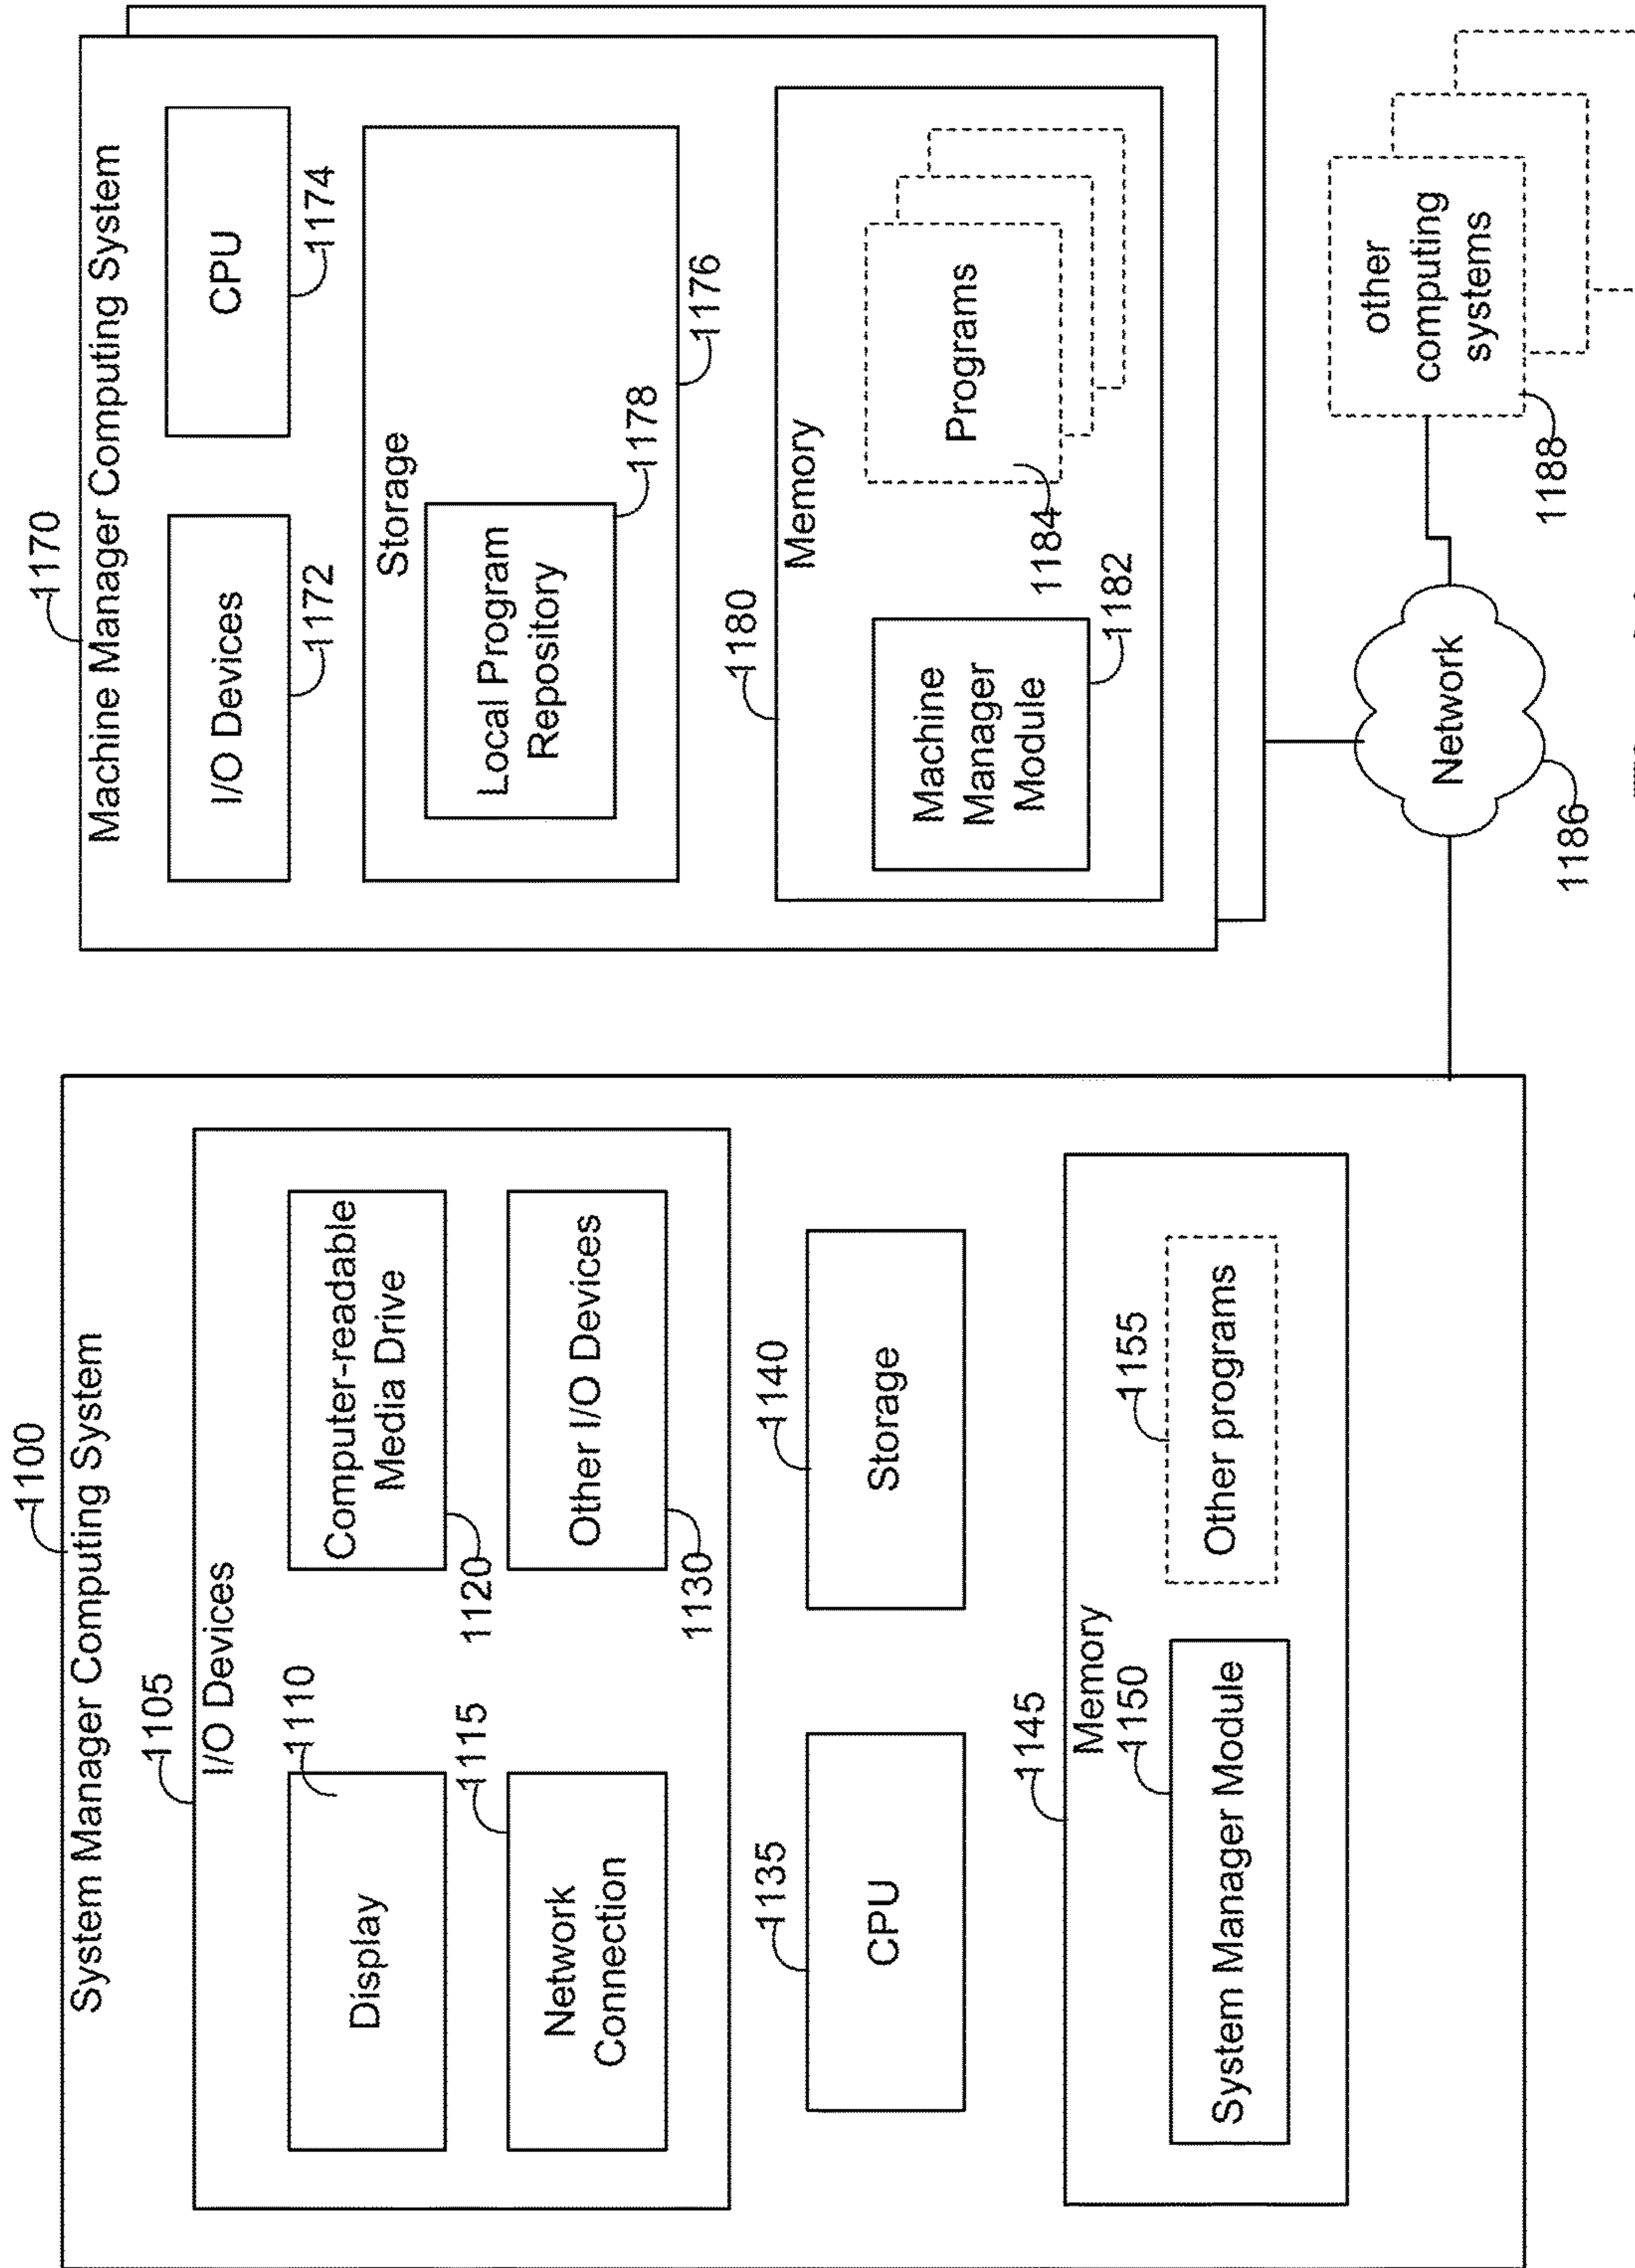 1100
System Manager Computing System
1105
I/O Devices
1110
Display
Computer-readable
Media Drive
1120
1115
Network
Connection
Other I/O Devices
1130
1135
CPU
1140
Storage
1145
Memory
1150
System Manager Module
1155
Other programs
1170
Machine Manager Computing System
I/O Devices
1172
CPU
1174
Storage
Local Program
Repository
1178
1176
1180
Memory
Machine
Manager
Module
1182
Programs
1184
Network
1186
other
computing
systems
1188